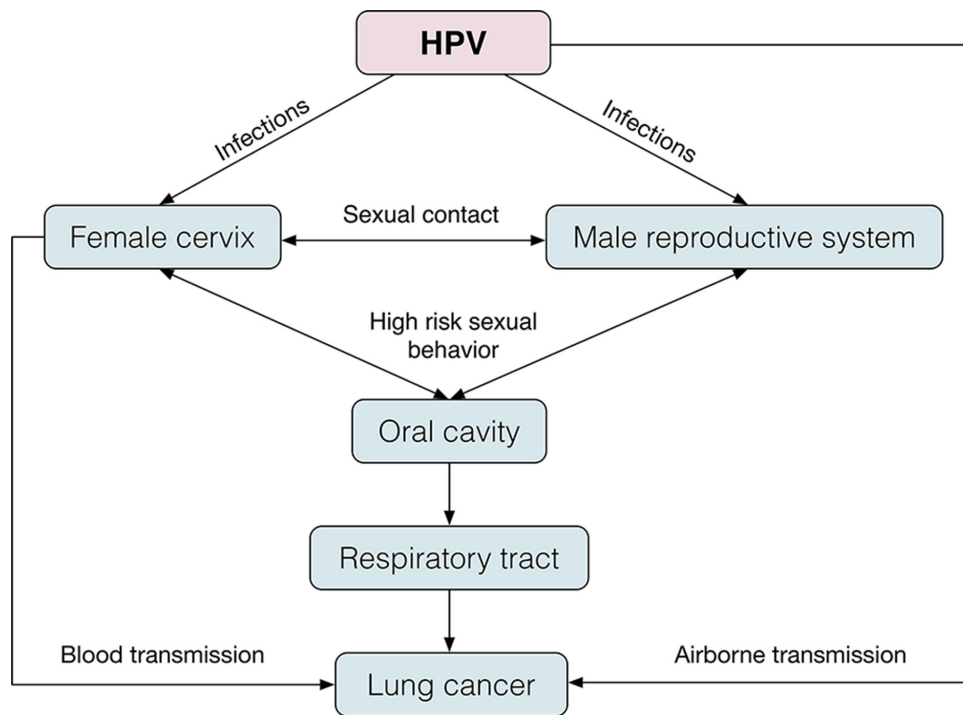 HPV
Infections
Infections
Female cervix
Sexual contact
Male reproductive system
High risk sexual
behavior
Oral cavity
Respiratory tract
Blood transmission
Airborne transmission
Lung cancer